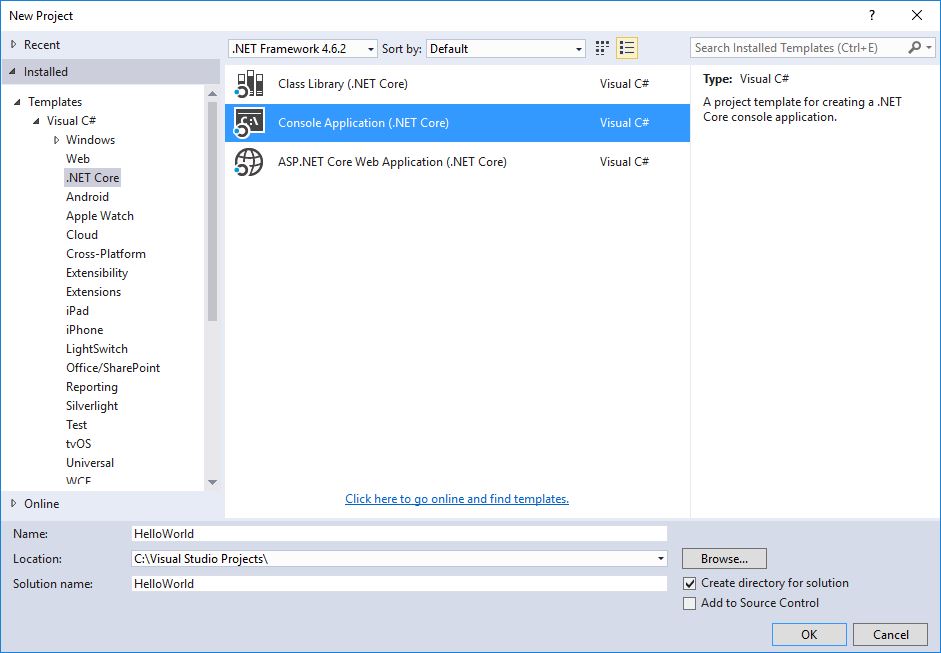 New Project
?
Recent
Installed
Templates
Visual C#
Windows
Web
.NET Core
Android
Apple Watch
Cloud
Cross-Platform
Extensibility
Extensions
iPad
iPhone
LightSwitch
Office/SharePoint
Reporting
Silverlight
Test
tvOS
Universal
WCF
Online
.NET Framework 4.6.2 Sort by: Default
Class Library (.NET Core) Visual C#
C:\
Console Application (.NET Core) Visual C#
ASP.NET Core Web Application (.NET Core) Visual C#
Click here to go online and find templates.
Search Installed Templates (Ctrl+E)
Type: Visual C#
A project template for creating a .NET
Core console application.
Name: HelloWorld
Location: C:\Visual Studio Projects\ Browse...
Solution name: HelloWorld
Create directory for solution
Add to Source Control
OK Cancel